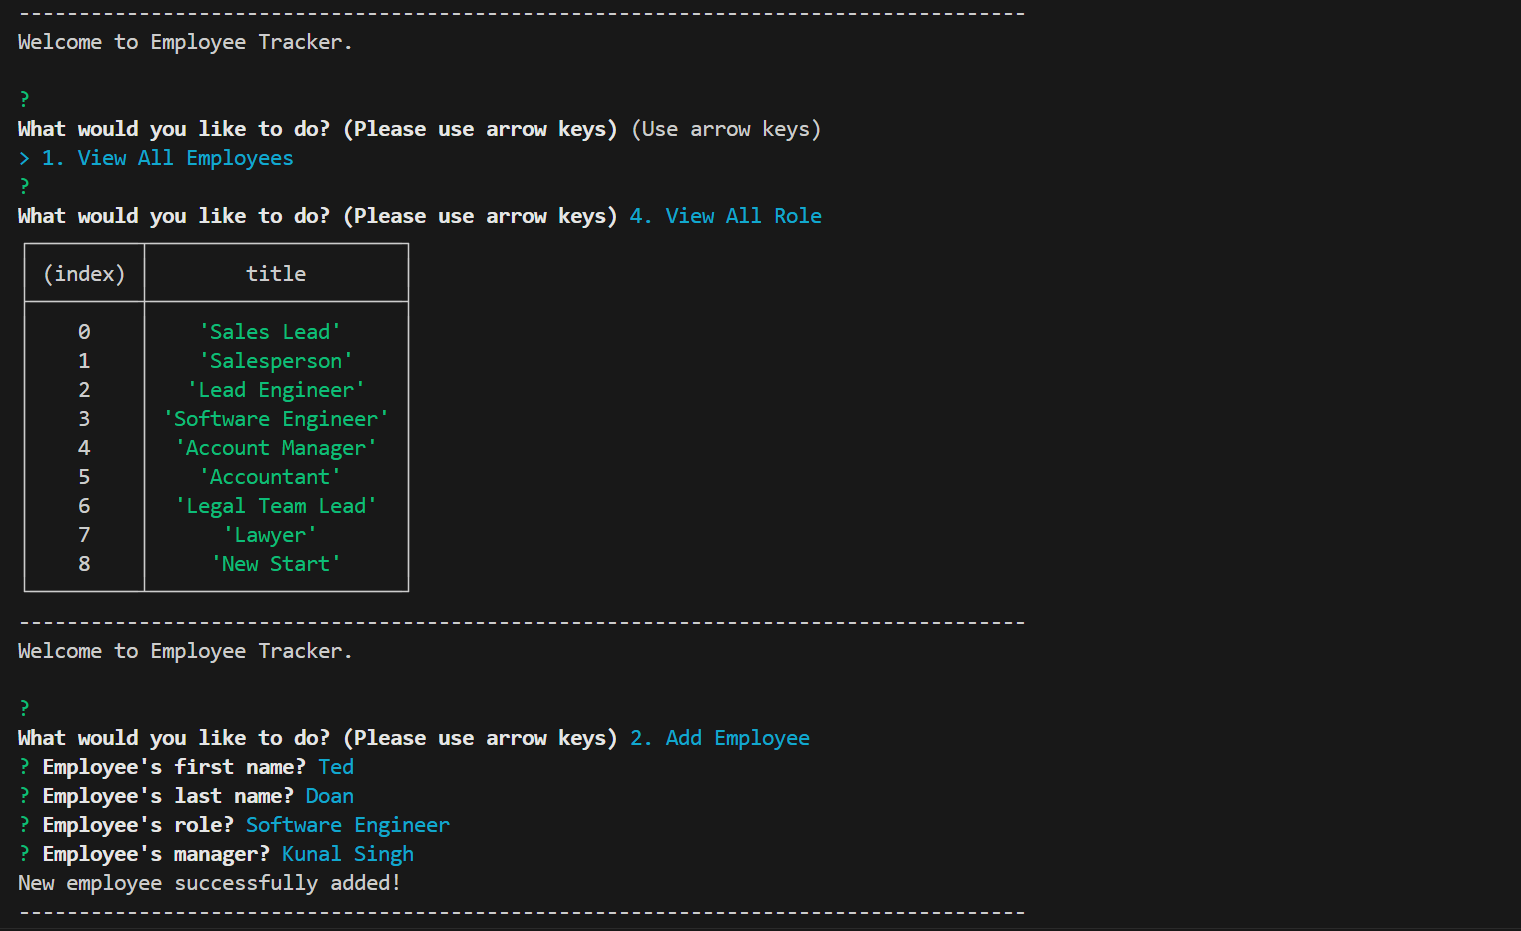 ------------------------------------------------------------------------------------
Welcome to Employee Tracker.
?
What would you like to do? (Please use arrow keys) (Use arrow keys)
> 1. View All Employees
?
What would you like to do? (Please use arrow keys) 4. View All Role
(index) title
0 'Sales Lead'
1 'Salesperson'
2 'Lead Engineer'
3 'Software Engineer'
4 'Account Manager'
5 'Accountant'
6 'Legal Team Lead'
7 'Lawyer'
8 'New Start'
------------------------------------------------------------------------------------
Welcome to Employee Tracker.
?
What would you like to do? (Please use arrow keys) 2. Add Employee
? Employee's first name? Ted
? Employee's last name? Doan
? Employee's role? Software Engineer
? Employee's manager? Kunal Singh
New employee successfully added!
------------------------------------------------------------------------------------